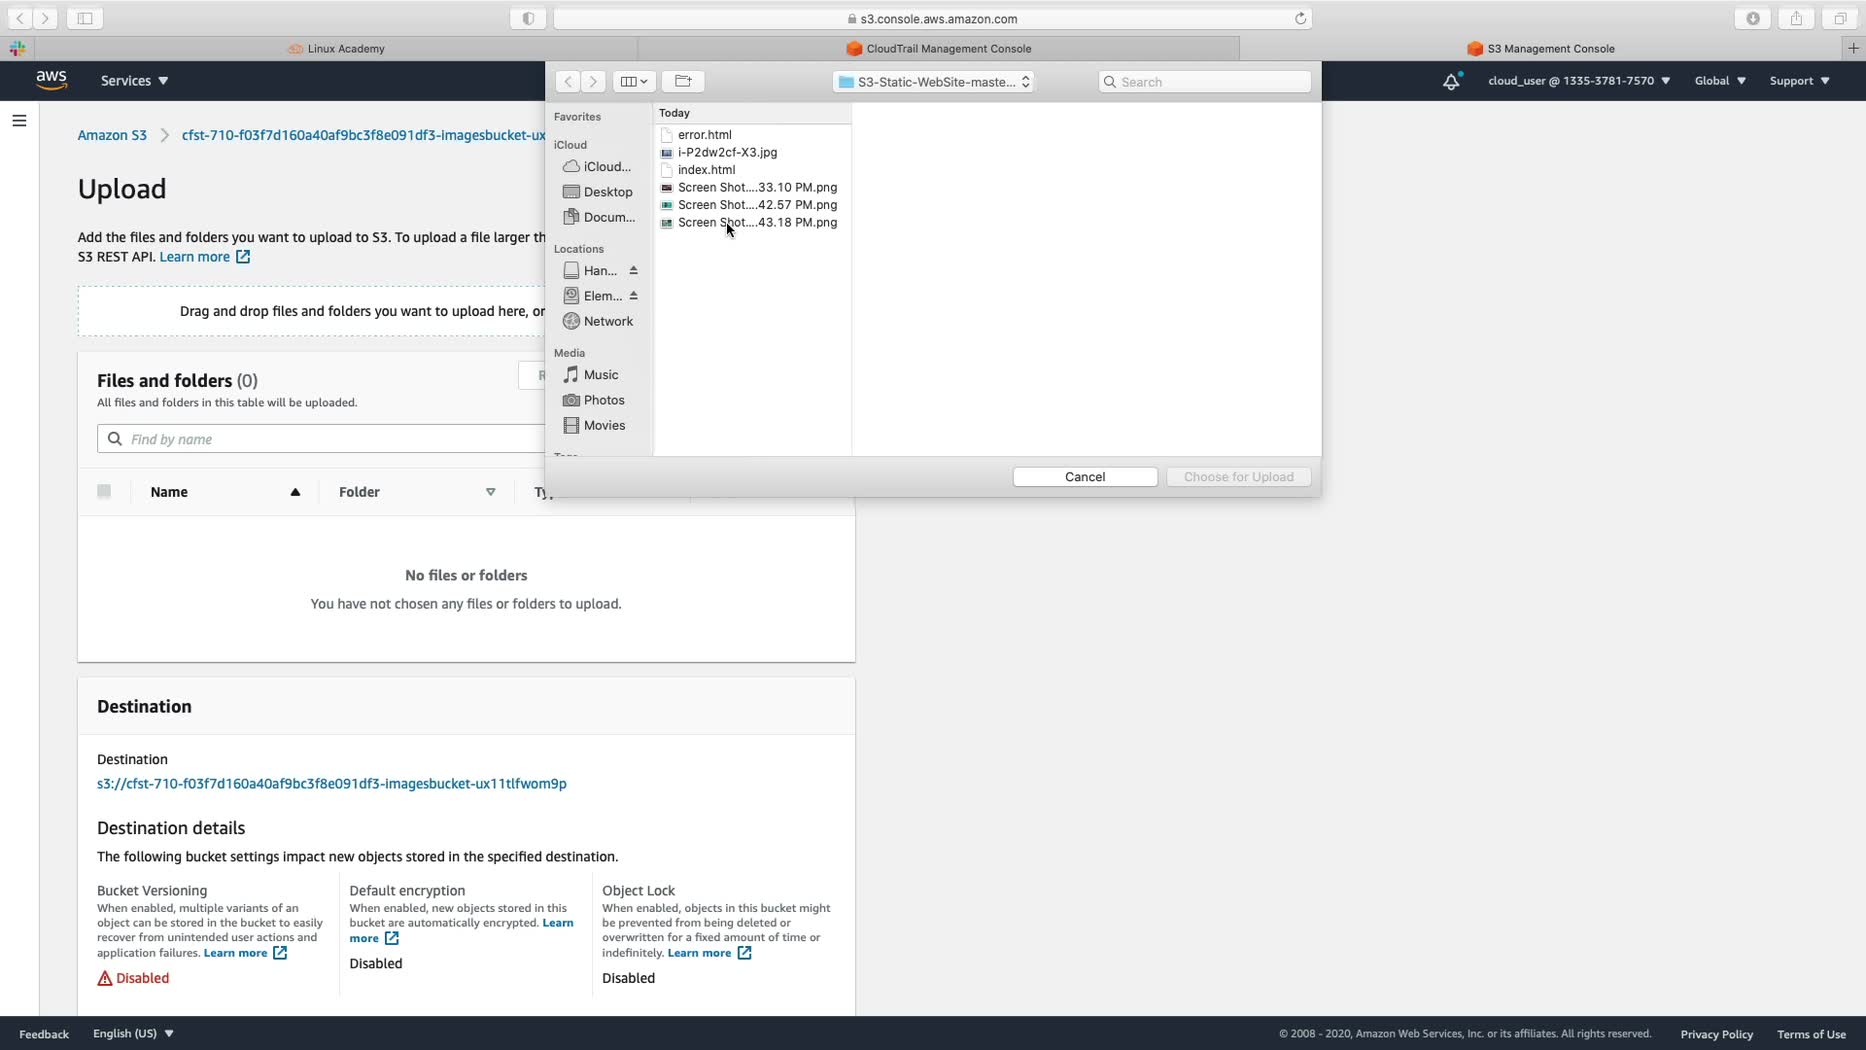 s3.console.aws.amazon.com
Linux Academy
CloudTrail Management Console
S3 Management Console
aws
Services
cloud_user @ 1335-3781-7570
Global
Support
S3-Static-WebSite-maste...
Search
Favorites
iCloud
iCloud...
Desktop
Docum...
Locations
Han...
Elem...
Network
Media
Music
Photos
Movies
Today
error.html
i-P2dw2cf-X3.jpg
index.html
Screen Shot....33.10 PM.png
Screen Shot....42.57 PM.png
Screen Shot....43.18 PM.png
Cancel
Choose for Upload
Amazon S3
cfst-710-f03f7d160a40af9bc3f8e091df3-imagesbucket-ux
Upload
Add the files and folders you want to upload to S3. To upload a file larger th
S3 REST API. Learn more
Drag and drop files and folders you want to upload here, or
Files and folders (0)
R
All files and folders in this table will be uploaded.
Find by name
Name
Folder
Ty
No files or folders
You have not chosen any files or folders to upload.
Destination
Destination
s3://cfst-710-f03f7d160a40af9bc3f8e091df3-imagesbucket-ux11tlfwom9p
Destination details
The following bucket settings impact new objects stored in the specified destination.
Bucket Versioning
When enabled, multiple variants of an
object can be stored in the bucket to easily
recover from unintended user actions and
application failures. Learn more
Disabled
Default encryption
When enabled, new objects stored in this
bucket are automatically encrypted. Learn
more
Disabled
Object Lock
When enabled, objects in this bucket might
be prevented from being deleted or
overwritten for a fixed amount of time or
indefinitely. Learn more
Disabled
Feedback
English (US)
© 2008 - 2020, Amazon Web Services, Inc. or its affiliates. All rights reserved.
Privacy Policy
Terms of Use